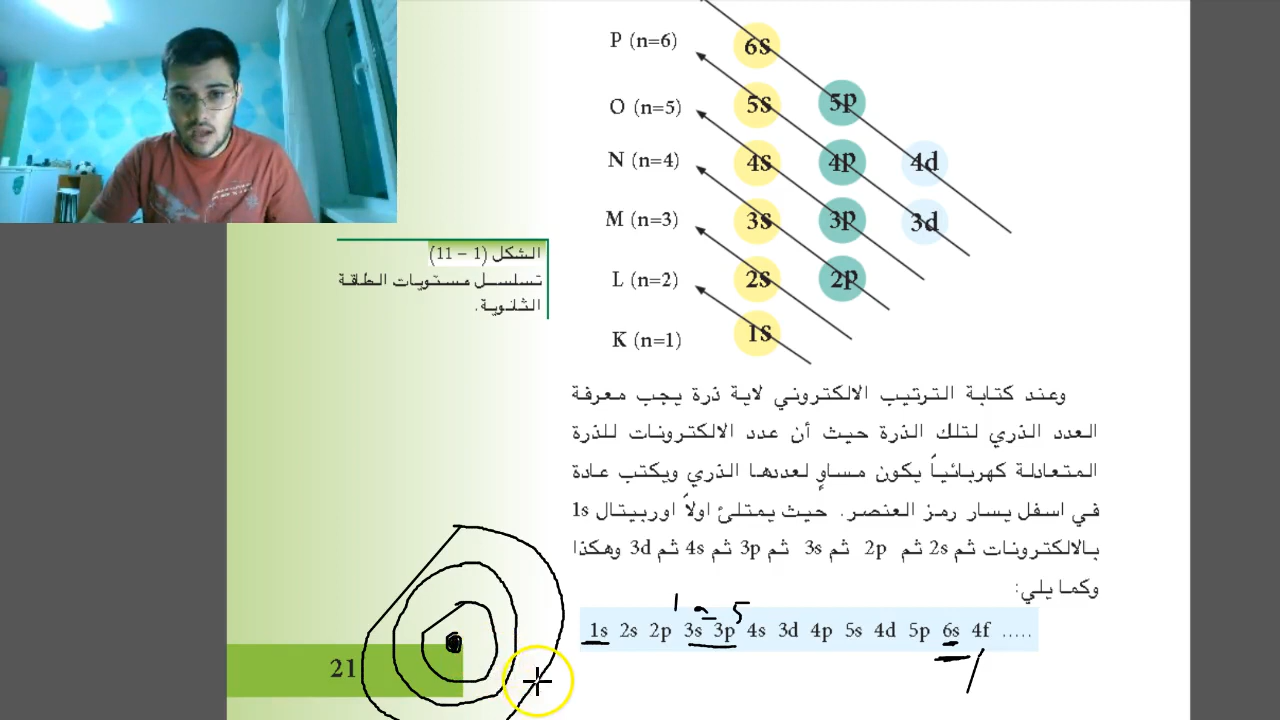 P (n=6) 6s
O (n=5) 5s 5p
N (n=4) 4s 4p 4d
M (n=3) 3s 3p 3d
L (n=2) 2s 2p
K (n=1) 1s
الشكل (1 – 11)
تسلسل مستويات الطاقة
الثانوية.
وعند كتابة الترتيب الالكتروني لاية ذرة يجب معرفة
العدد الذري لتلك الذرة حيث أن عدد الالكترونات للذرة
المتعادلة كهربائياً يكون مساوٍ لعددها الذري ويكتب عادة
في اسفل يسار رمز العنصر. حيث يمتلئ اولاً اوربيتال 1s
بالالكترونات ثم 2s ثم 2p ثم 3s ثم 3p ثم 4s ثم 3d وهكذا
وكما يلي:
1s 2s 2p 3s 3p 4s 3d 4p 5s 4d 5p 6s 4f .....
21